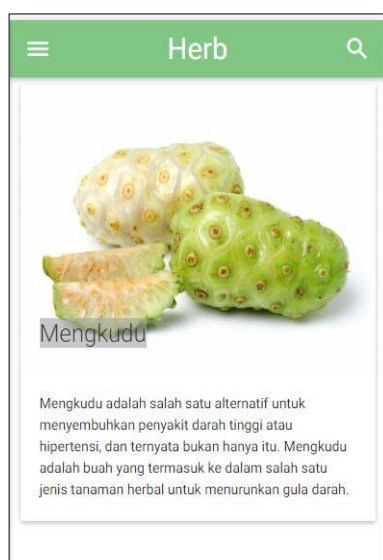 Herb
Mengkudu
Mengkudu adalah salah satu alternatif untuk
menyembuhkan penyakit darah tinggi atau
hipertensi, dan ternyata bukan hanya itu. Mengkudu
adalah buah yang termasuk ke dalam salah satu
jenis tanaman herbal untuk menurunkan gula darah.